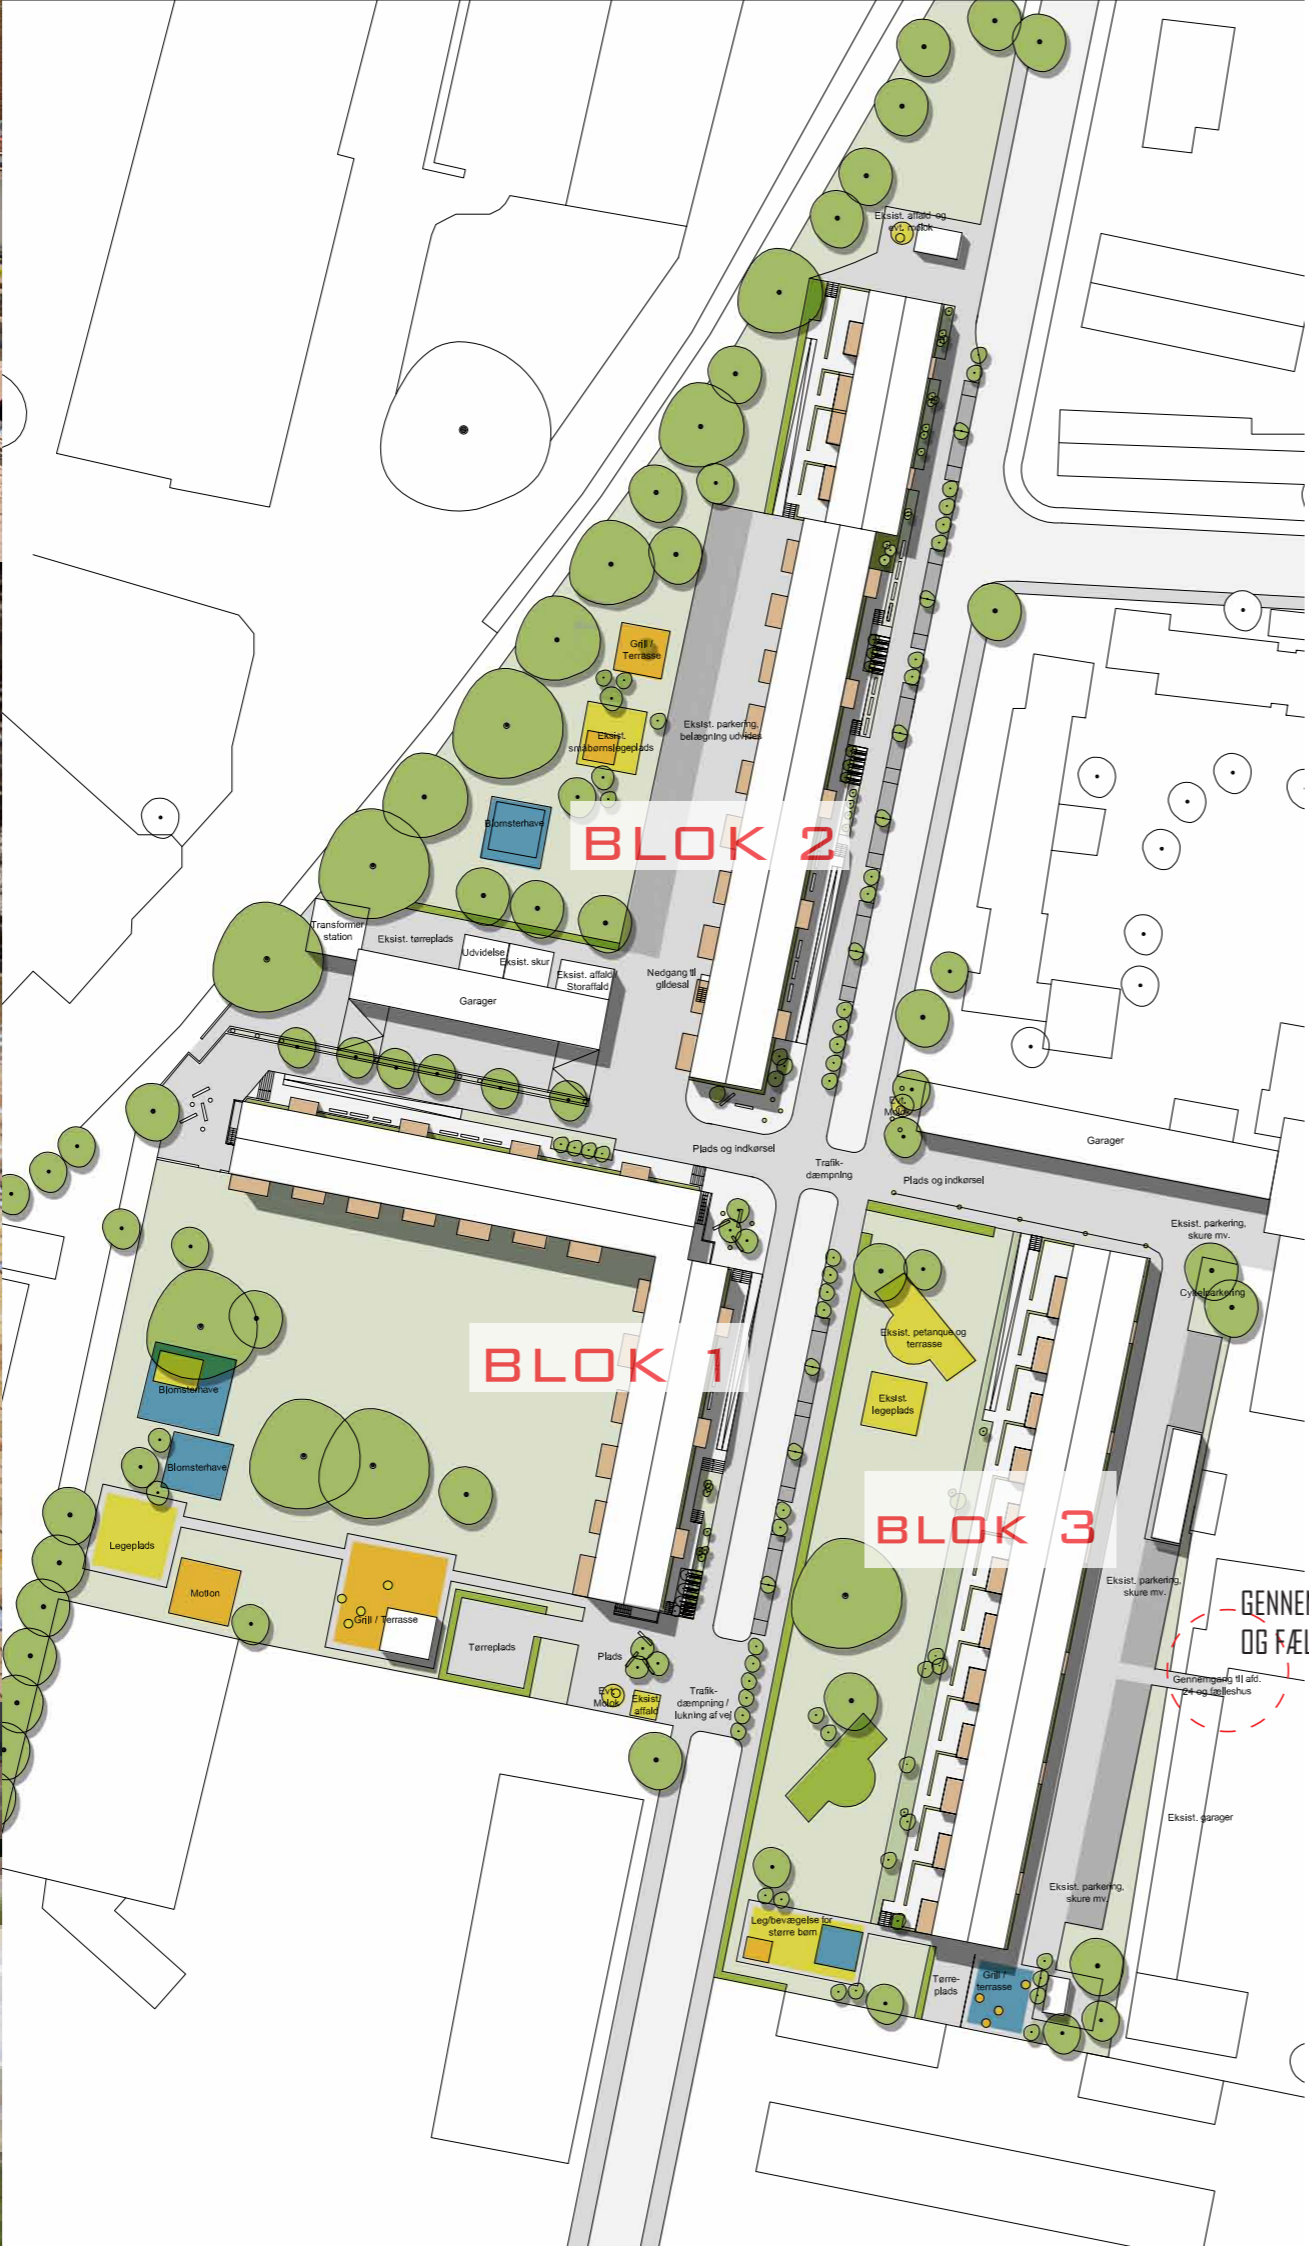 Eksist. affald og
evt. molok
Grill /
Terrasse
Eksist.
småbørnslegeplads
Eksist. parkering,
belægning udvides
Blomsterhave
BLOK 2
Transformer
station
Eksist. tørreplads
Udvidelse
Eksist. skur
Eksist. affald/
Storaffald
Garager
Nedgang til
gildesal
Evt.
Molok
Garager
Plads og indkørsel
Trafik-
dæmpning
Plads og indkørsel
Eksist. parkering,
skure mv.
Cykelparkering
Eksist. petanque og
terrasse
BLOK 1
Blomsterhave
Eksist.
legeplads
Blomsterhave
BLOK 3
Legeplads
Motion
Grill / Terrasse
Tørreplads
Plads
Evt.
Molok
Eksist.
affald
Trafik-
dæmpning /
lukning af vej
Eksist. parkering,
skure mv.
GENNE
OG FÆL
Gennemgang til afd.
24 og fælleshus
Eksist. garager
Eksist. parkering,
skure mv.
Leg/bevægelse for
større børn
Tørre-
plads
Grill /
terrasse